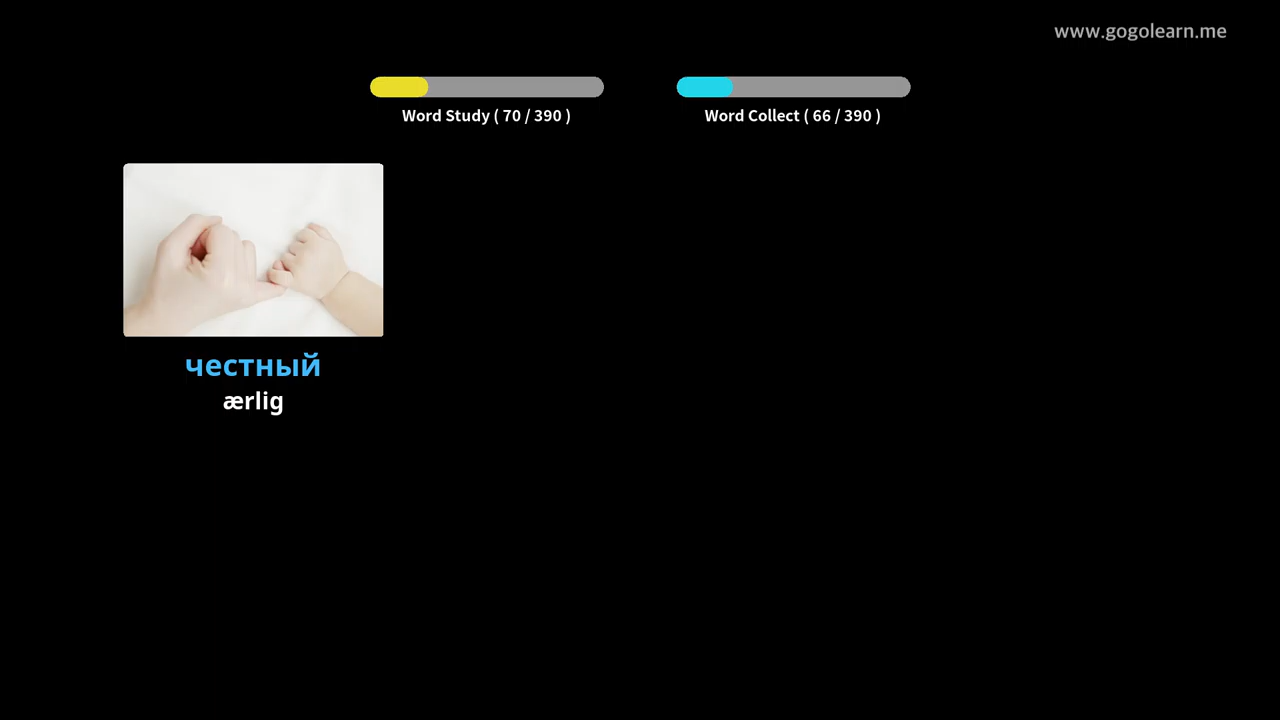 www.gogolearn.me
Word Study ( 70 / 390 )
Word Collect ( 66 / 390 )
честный
ærlig